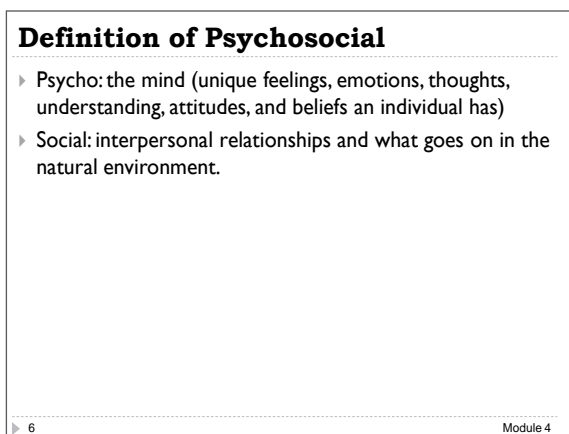 Definition of Psychosocial
Psycho: the mind (unique feelings, emotions, thoughts,
understanding, attitudes, and beliefs an individual has)
Social: interpersonal relationships and what goes on in the
natural environment.
6 Module 4